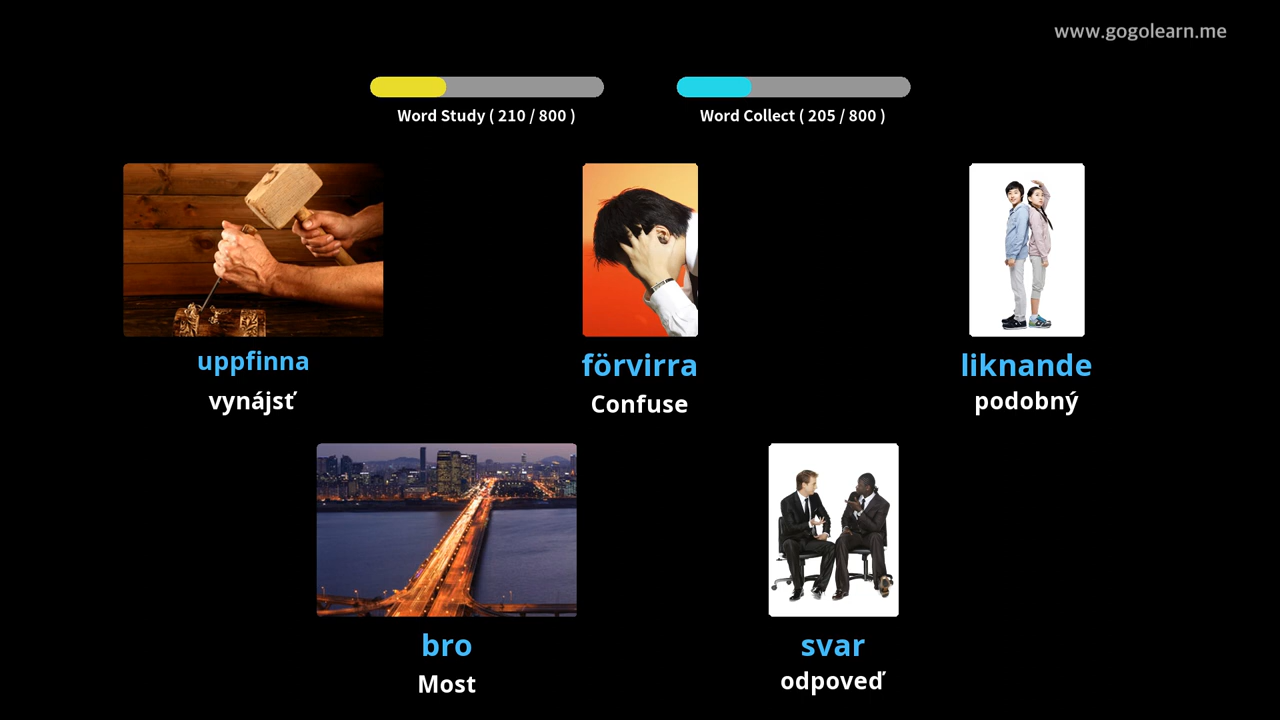 www.gogolearn.me
Word Study ( 210 / 800 )
Word Collect ( 205 / 800 )
uppfinna
förvirra
liknande
vynájsť
Confuse
podobný
bro
svar
Most
odpoveď